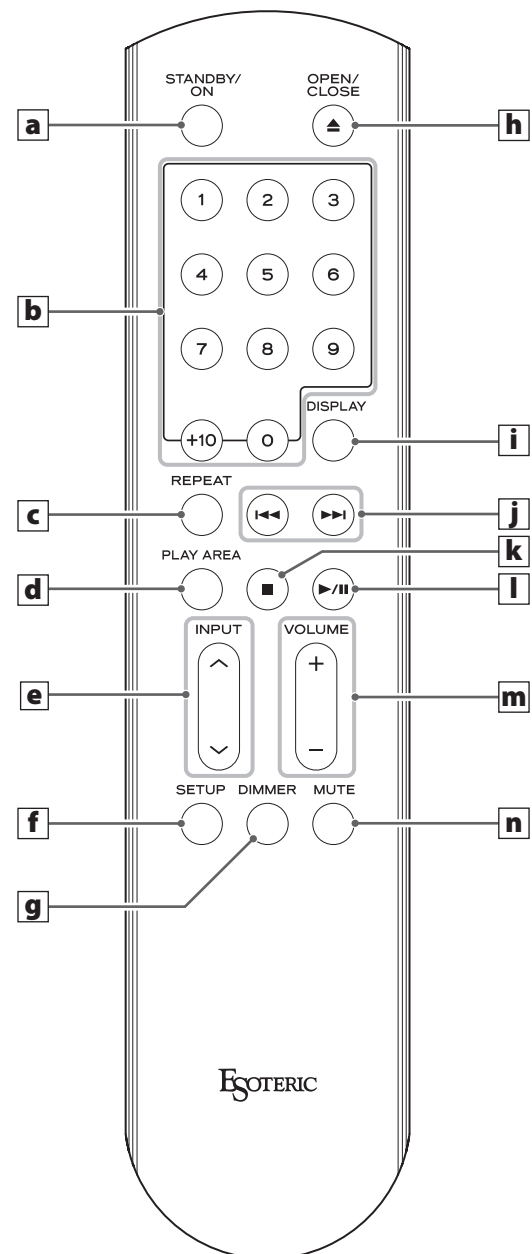 STANDBY/
ON
OPEN/
CLOSE
a
h
1 2 3
4 5 6
b
7 8 9
DISPLAY
+10 0
i
REPEAT
c
j
k
PLAY AREA
d
l
INPUT VOLUME
+
e
m
–
SETUP DIMMER MUTE
f
n
g
ESOTERIC